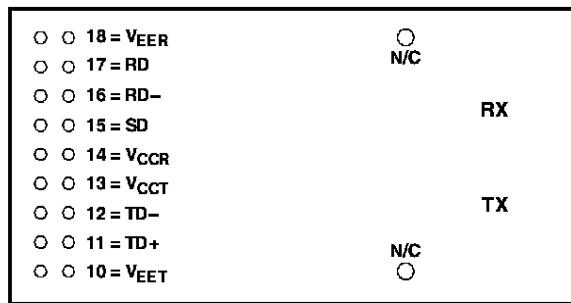 18 = VEER
N/C
17 = RD
16 = RD–
RX
15 = SD
14 = VCCR
13 = VCCT
TX
12 = TD–
11 = TD+
N/C
10 = VEET